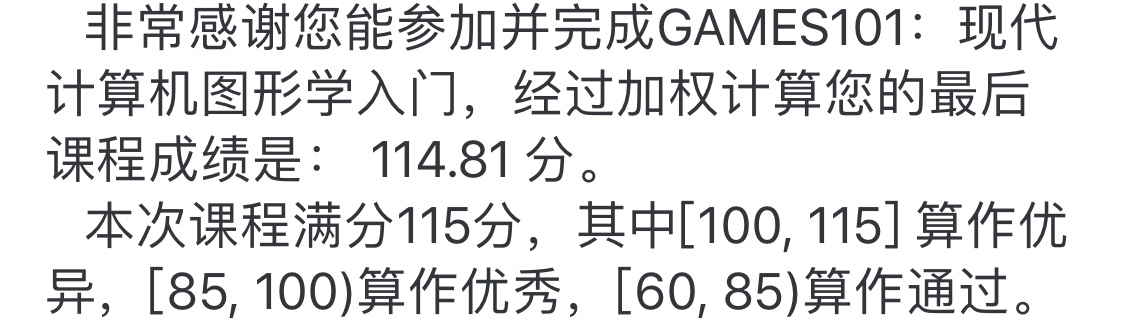 非常感谢您能参加并完成GAMES101：现代
计算机图形学入门，经过加权计算您的最后
课程成绩是： 114.81 分。
本次课程满分115分，其中[100, 115] 算作优
异，[85, 100)算作优秀，[60, 85)算作通过。